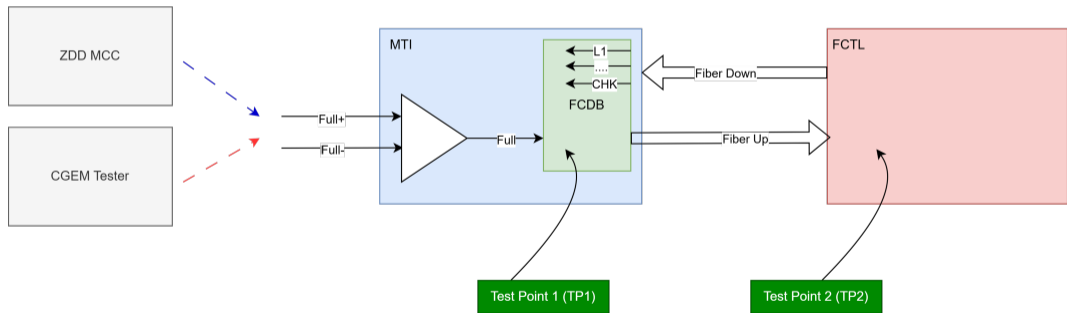 ZDD MCC
CGEM Tester
Full+
Full-
MTI
Full
L1
....
CHK
FCDB
Fiber Down
Fiber Up
FCTL
Test Point 1 (TP1)
Test Point 2 (TP2)